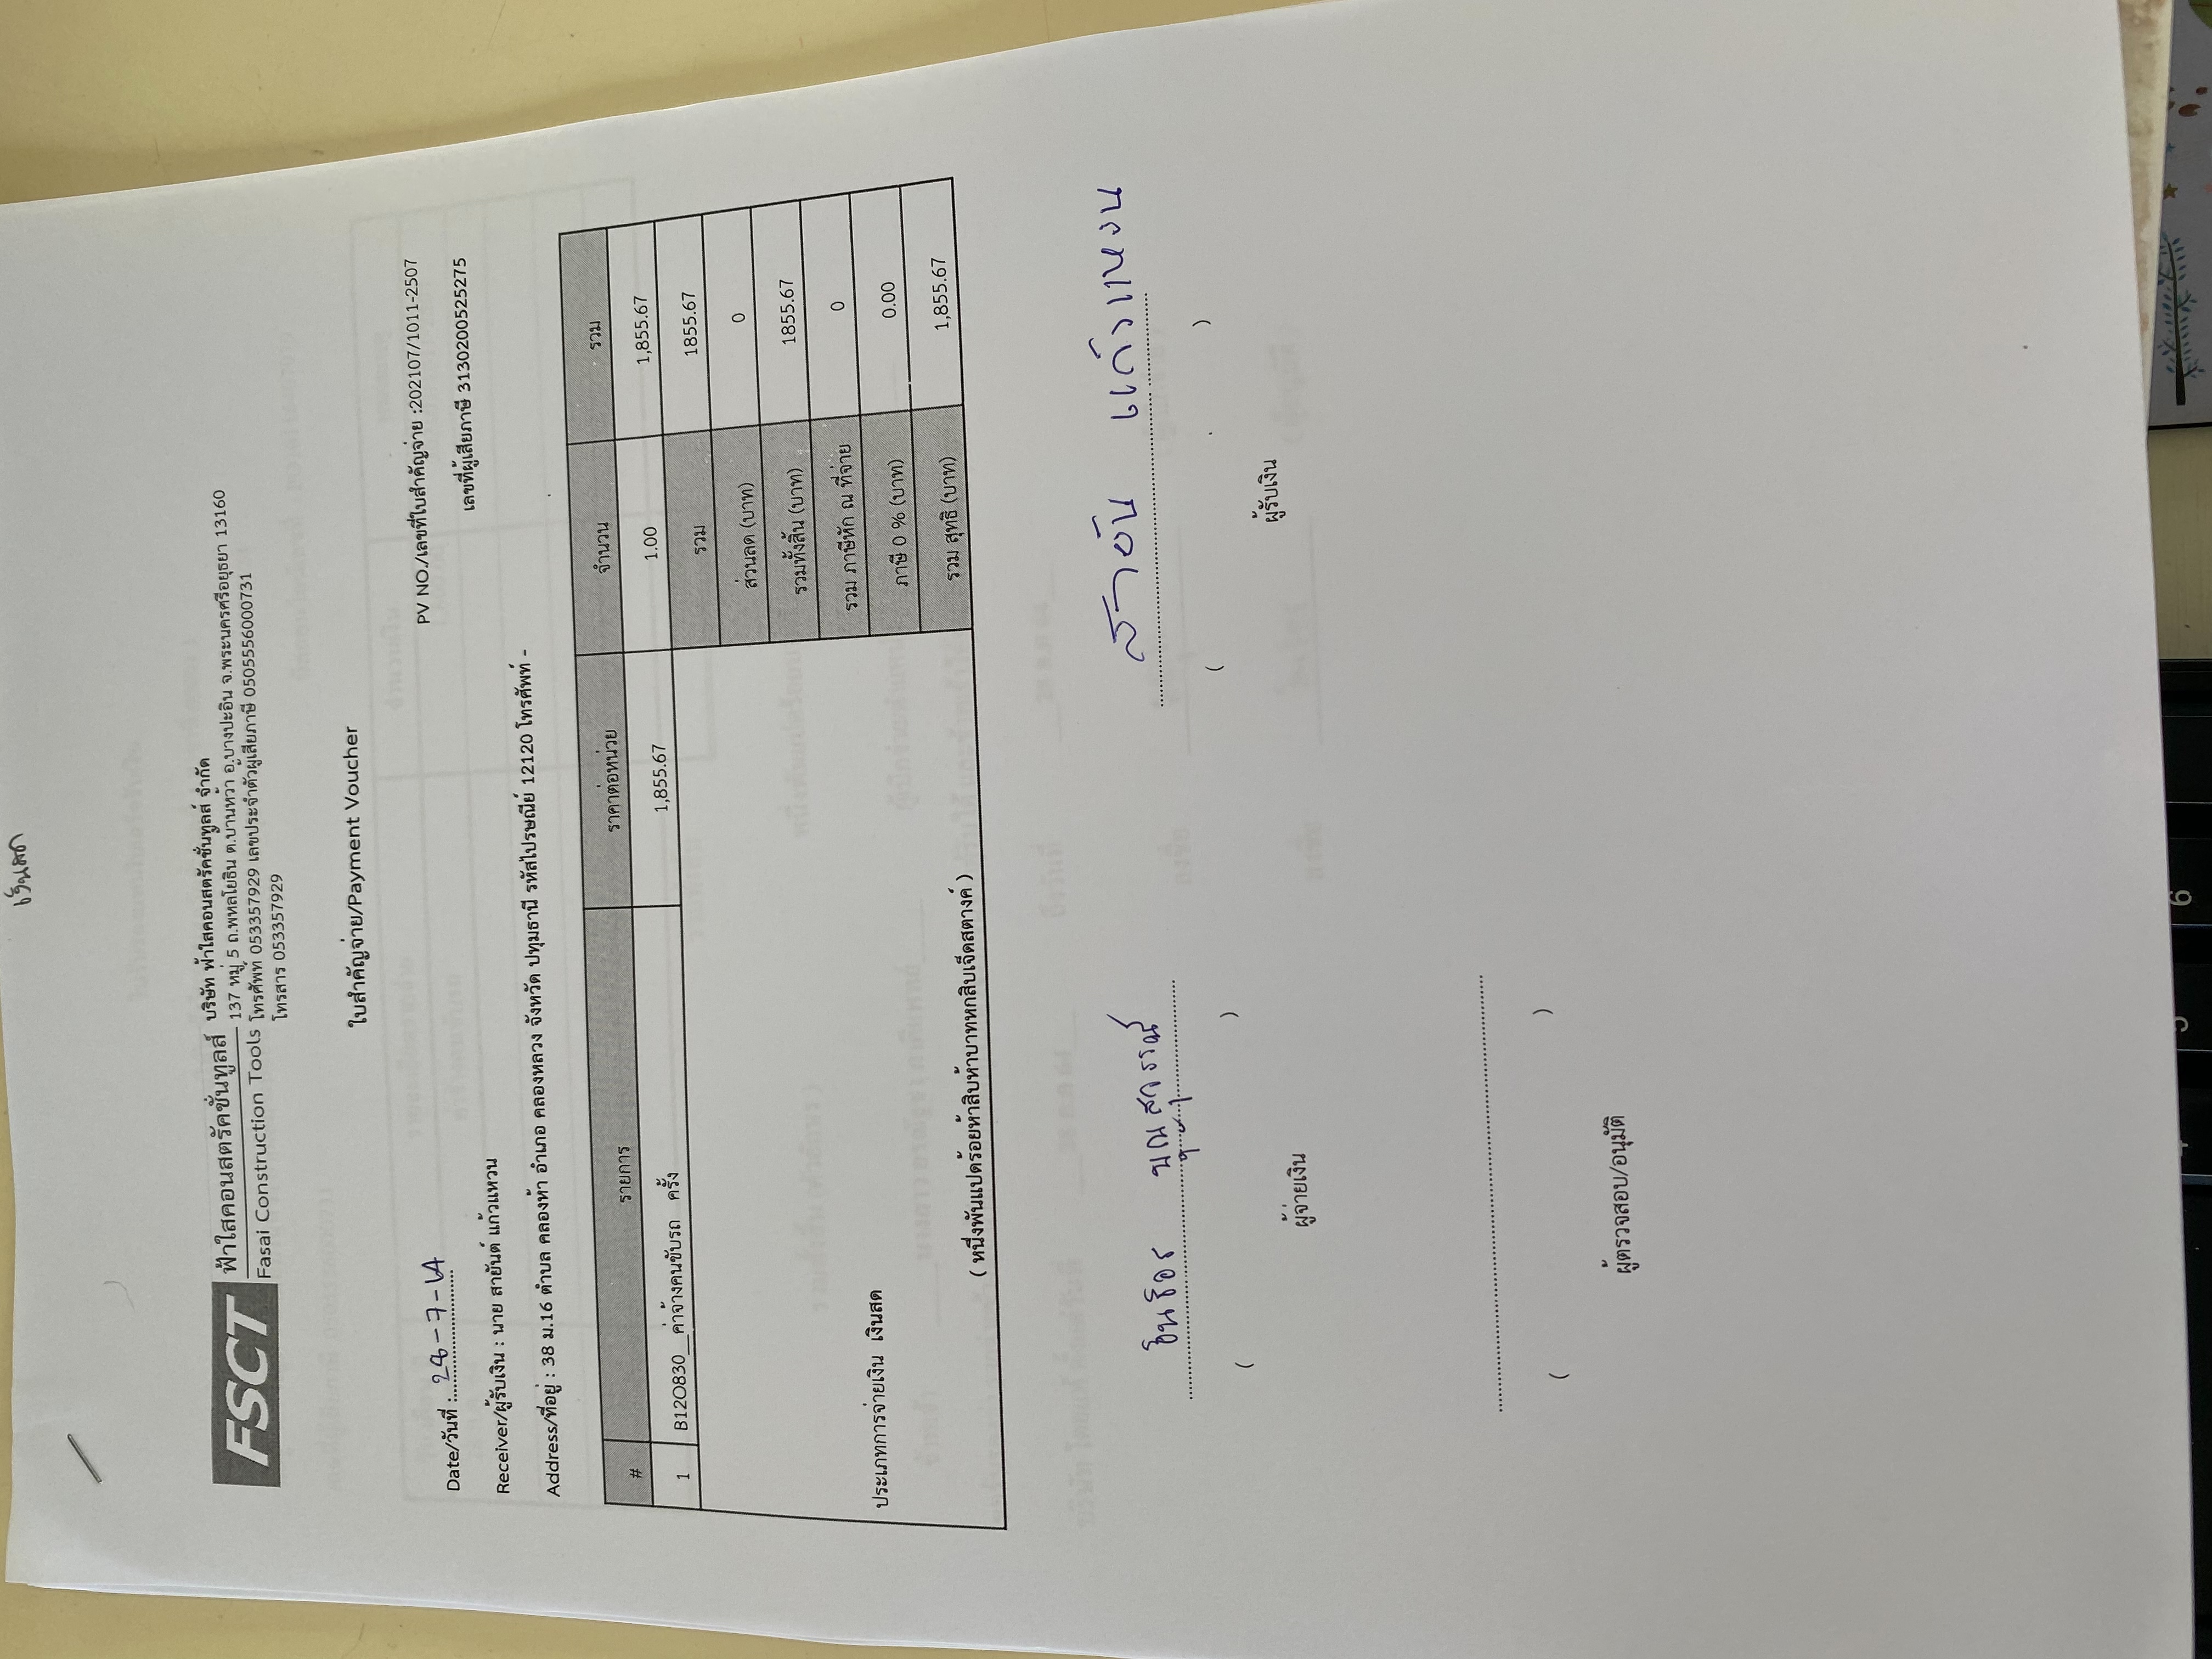 เงินสด
FSCT
ฟ้าใสคอนสตรัคชั่นทูลส์
Fasai Construction Tools
บริษัท ฟ้าใสคอนสตรัคชั่นทูลส์ จำกัด
137 หมู่ 5 ถ.พหลโยธิน ต.บ้านหว้า อ.บางปะอิน จ.พระนครศรีอยุธยา 13160
โทรศัพท์ 053357929 เลขประจำตัวผู้เสียภาษี 0505556000731
โทรสาร 053357929
ใบสำคัญจ่าย/Payment Voucher
PV NO./เลขที่ใบสำคัญจ่าย :202107/1011-2507
Date/วันที่ : 28-7-64
เลขที่ผู้เสียภาษี 3130200525275
Receiver/ผู้รับเงิน : นาย สายันต์ แก้วแหวน
Address/ที่อยู่ : 38 ม.16 ตำบล คลองห้า อำเภอ คลองหลวง จังหวัด ปทุมธานี รหัสไปรษณีย์ 12120 โทรศัพท์ -
# รายการ ราคาต่อหน่วย จำนวน รวม
1 B12O830__ค่าจ้างคนขับรถ ครั้ง 1,855.67 1.00 1,855.67
รวม 1855.67
ส่วนลด (บาท) 0
รวมทั้งสิ้น (บาท) 1855.67
รวม ภาษีหัก ณ ที่จ่าย 0
ประเภทการจ่ายเงิน เงินสด
ภาษี 0 % (บาท) 0.00
รวม สุทธิ (บาท) 1,855.67
( หนึ่งพันแปดร้อยห้าสิบห้าบาทหกสิบเจ็ดสตางค์ )
สายัน แก้วแหวน
( )
( )
ผู้รับเงิน
ผู้จ่ายเงิน
( )
ผู้ตรวจสอบ/อนุมัติ
5 6